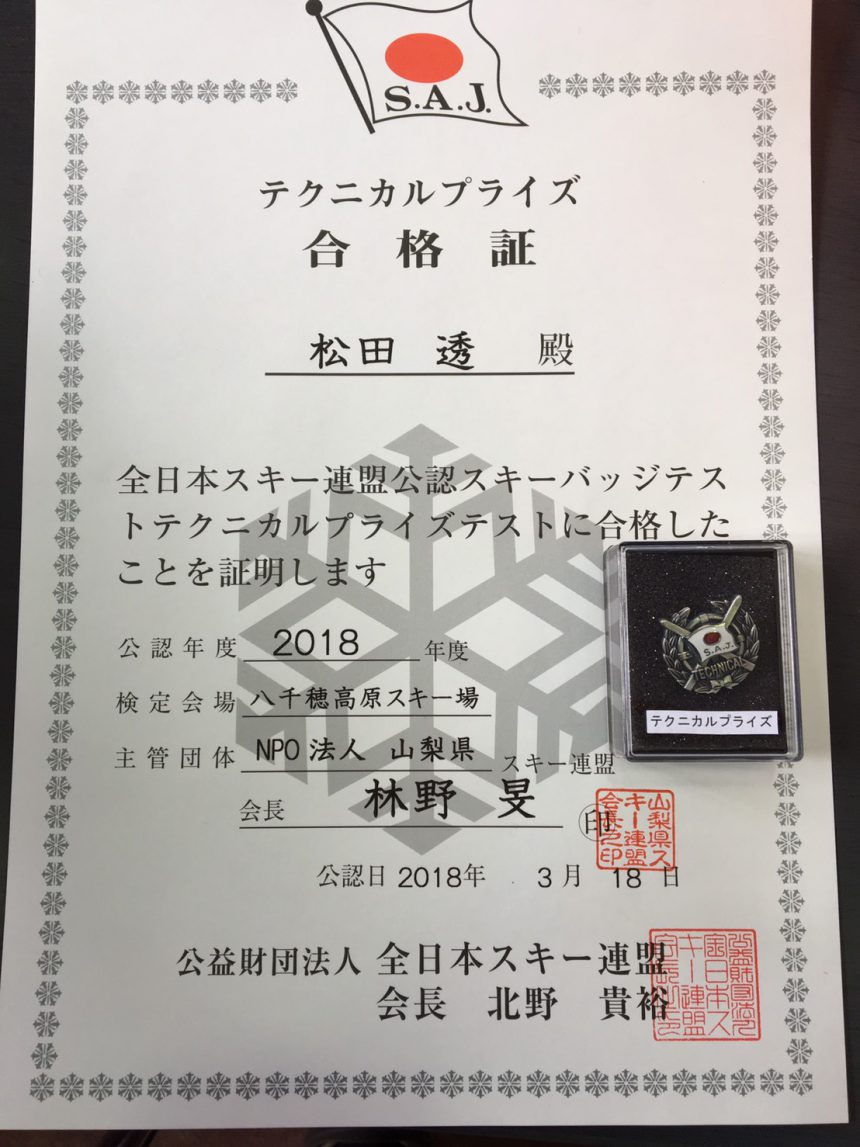 S.A.J.
テクニカルプライズ
合格証
松田 透 殿
全日本スキー連盟公認スキーバッジテス
トテクニカルプライズテストに合格した
ことを証明します
公認年度 2018 年度
検定会場 八千穂高原スキー場
主管団体 NPO法人 山梨県 スキー連盟
会長 林野 旻 印
山梨県ス
キー連盟
会長之印
公認日 2018年 3月 18日
公益財団法人 全日本スキー連盟
会長 北野 貴裕
S.A.J.
TECHNICAL
テクニカルプライズ